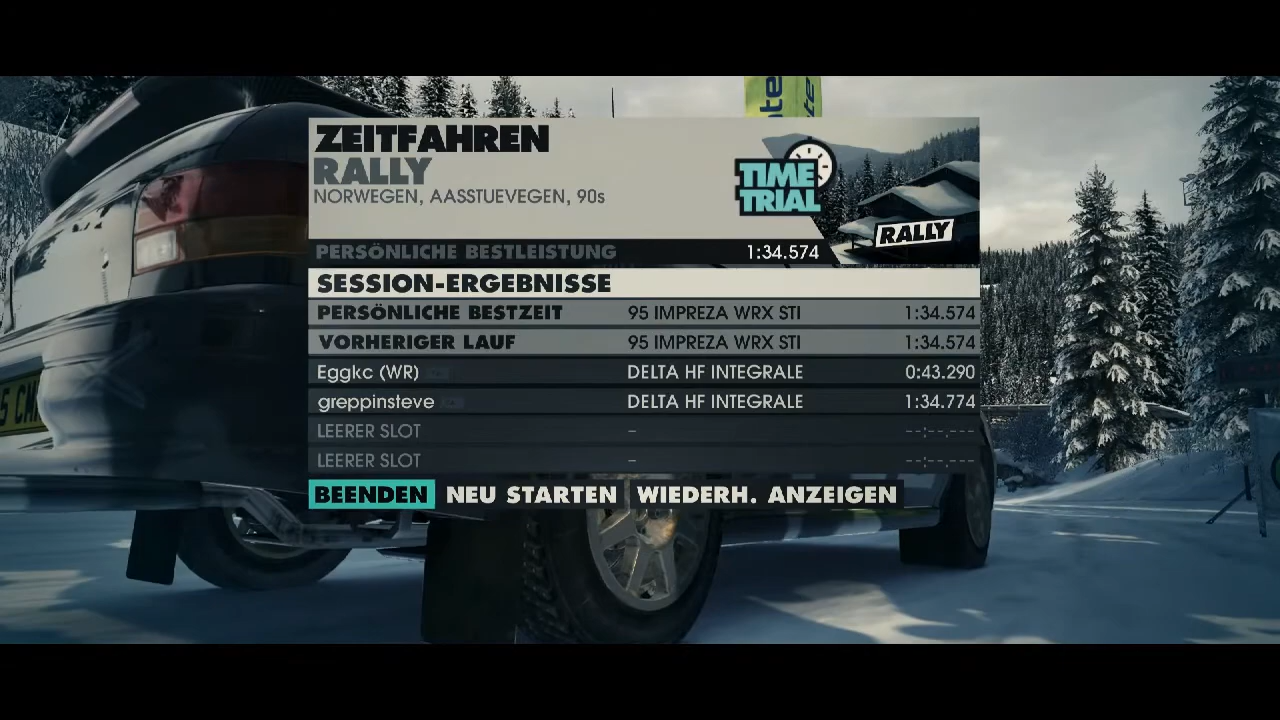 ZEITFAHREN
RALLY
NORWEGEN, AASSTUEVEGEN, 90s
TIME
TRIAL
RALLY
PERSÖNLICHE BESTLEISTUNG 1:34.574
SESSION-ERGEBNISSE
PERSÖNLICHE BESTZEIT 95 IMPREZA WRX STI 1:34.574
VORHERIGER LAUF 95 IMPREZA WRX STI 1:34.574
Eggkc (WR) DELTA HF INTEGRALE 0:43.290
greppinsteve DELTA HF INTEGRALE 1:34.774
LEERER SLOT – --:--.---
LEERER SLOT – --:--.---
BEENDEN NEU STARTEN WIEDERH. ANZEIGEN